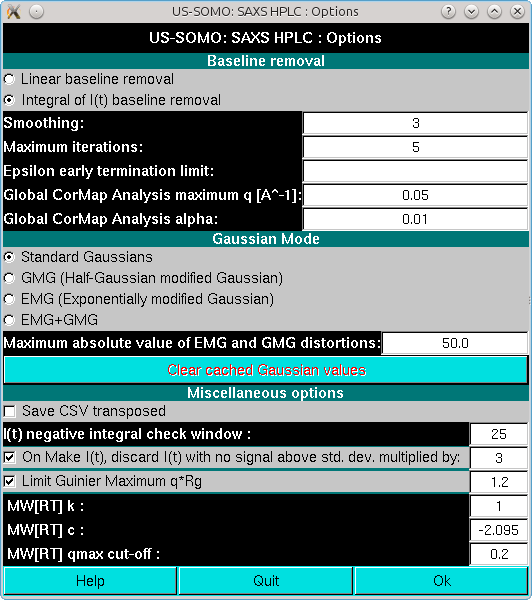 US-SOMO: SAXS HPLC : Options
US-SOMO: SAXS HPLC : Options
Baseline removal
Linear baseline removal
Integral of I(t) baseline removal
Smoothing: 3
Maximum iterations: 5
Epsilon early termination limit:
Global CorMap Analysis maximum q [A^-1]: 0.05
Global CorMap Analysis alpha: 0.01
Gaussian Mode
Standard Gaussians
GMG (Half-Gaussian modified Gaussian)
EMG (Exponentially modified Gaussian)
EMG+GMG
Maximum absolute value of EMG and GMG distortions: 50.0
Clear cached Gaussian values
Miscellaneous options
Save CSV transposed
I(t) negative integral check window : 25
On Make I(t), discard I(t) with no signal above std. dev. multiplied by: 3
Limit Guinier Maximum q*Rg 1.2
MW[RT] k : 1
MW[RT] c : -2.095
MW[RT] qmax cut-off : 0.2
Help Quit Ok